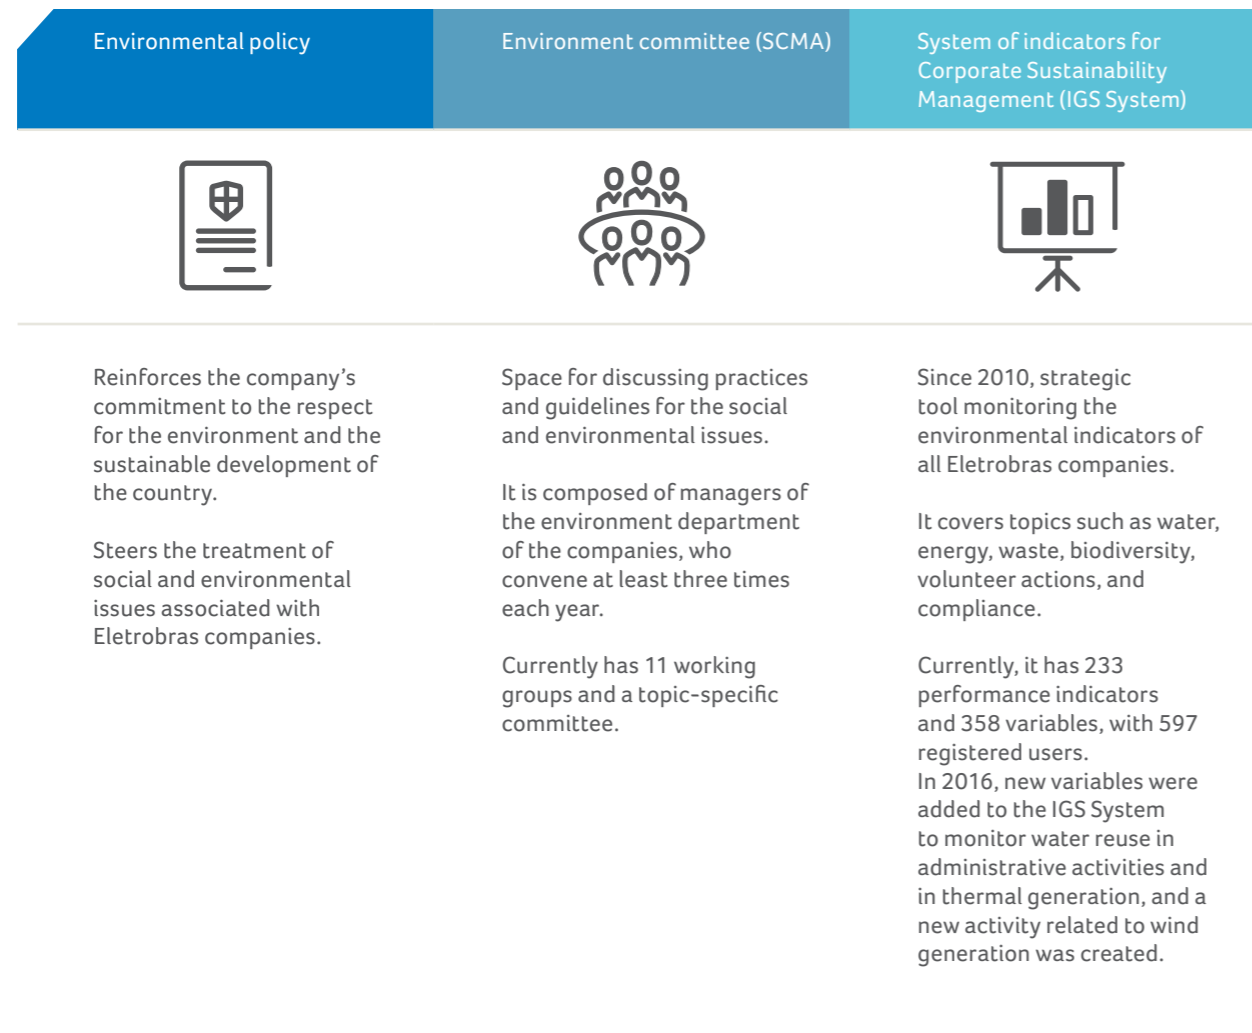 Environmental policy
Environment committee (SCMA)
System of indicators for
Corporate Sustainability
Management (IGS System)
Reinforces the company's
commitment to the respect
for the environment and the
sustainable development of
the country.
Steers the treatment of
social and environmental
issues associated with
Eletrobras companies.
Space for discussing practices
and guidelines for the social
and environmental issues.
It is composed of managers of
the environment department
of the companies, who
convene at least three times
each year.
Currently has 11 working
groups and a topic-specific
committee.
Since 2010, strategic
tool monitoring the
environmental indicators of
all Eletrobras companies.
It covers topics such as water,
energy, waste, biodiversity,
volunteer actions, and
compliance.
Currently, it has 233
performance indicators
and 358 variables, with 597
registered users.
In 2016, new variables were
added to the IGS System
to monitor water reuse in
administrative activities and
in thermal generation, and a
new activity related to wind
generation was created.